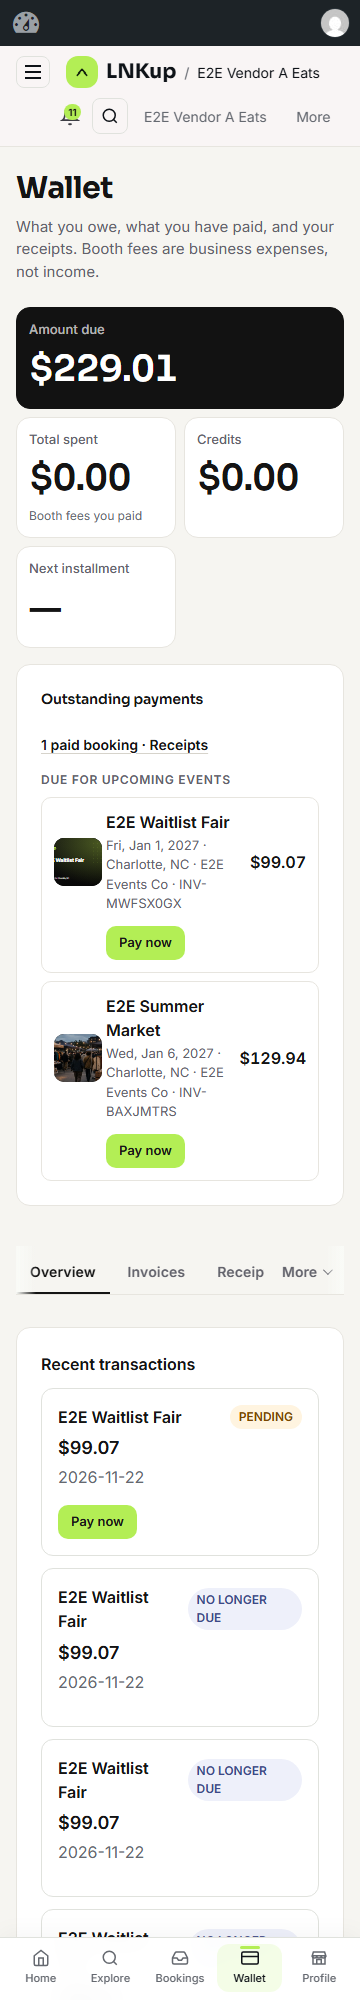 LNKup / E2E Vendor A Eats
11 E2E Vendor A Eats More
Wallet
What you owe, what you have paid, and your
receipts. Booth fees are business expenses,
not income.
Amount due
$229.01
Total spent
$0.00
Booth fees you paid
Credits
$0.00
Next installment
—
Outstanding payments
1 paid booking · Receipts
DUE FOR UPCOMING EVENTS
Waitlist Fair
E2E Waitlist Fair
Fri, Jan 1, 2027 ·
Charlotte, NC · E2E
Events Co · INV-
MWFSX0GX
$99.07
Pay now
E2E Summer
Market
Wed, Jan 6, 2027 ·
Charlotte, NC · E2E
Events Co · INV-
BAXJMTRS
$129.94
Pay now
Overview Invoices Receip More
Recent transactions
E2E Waitlist Fair PENDING
$99.07
2026-11-22
Pay now
E2E Waitlist
Fair
NO LONGER
DUE
$99.07
2026-11-22
E2E Waitlist
Fair
NO LONGER
DUE
$99.07
2026-11-22
E2E Waitlist NO LONGER
Home Explore Bookings Wallet Profile